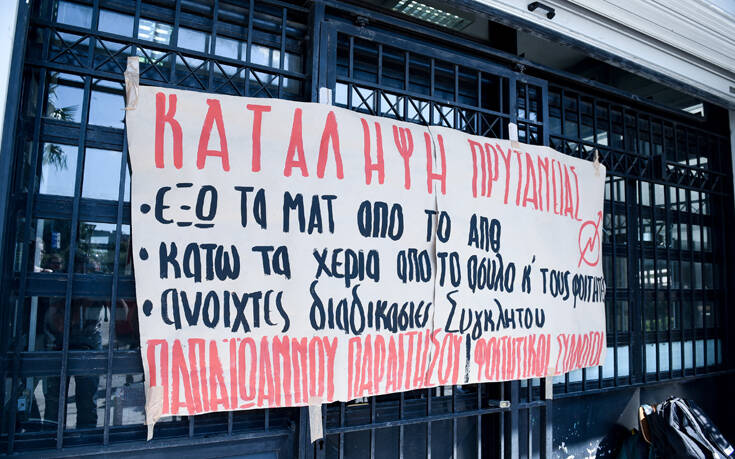 ΚΑΤΑΛΗΨΗ ΠΡΥΤΑΝΕΙΑΣ
• ΕΞΩ ΤΑ ΜΑΤ ΑΠΟ ΤΟ ΑΠΘ
• ΚΑΤΩ ΤΑ ΧΕΡΙΑ ΑΠΟ ΤΟ ΑΣΥΛΟ Κ' ΤΟΥΣ ΦΟΙΤΗΤΕΣ
• ΑΝΟΙΧΤΕΣ διαδικασιες Συγκλητου
ΠΑΠΑΪΩΑΝΝΟΥ ΠΑΡΑΙΤΗΣΟΥ! ΦΟΙΤΗΤΙΚΟΙ ΣΥΛΛΟΓΟΙ